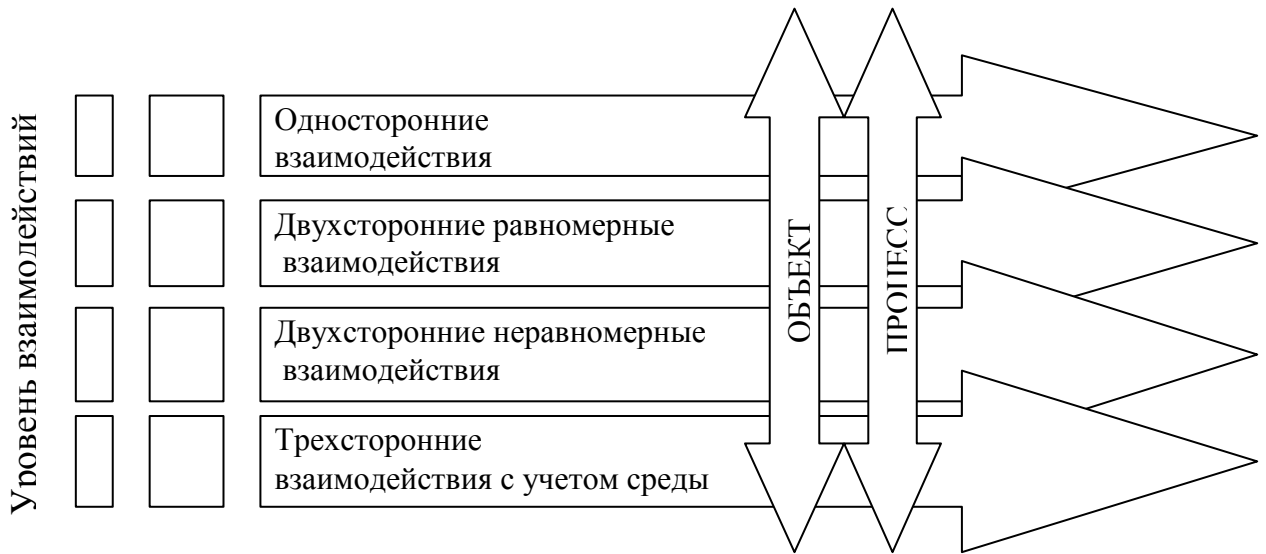 Уровень взаимодействий
Односторонние
взаимодействия
Двухсторонние равномерные
взаимодействия
Двухсторонние неравномерные
взаимодействия
Трехсторонние
взаимодействия с учетом среды
ОБЪЕКТ
ПРОЦЕСС